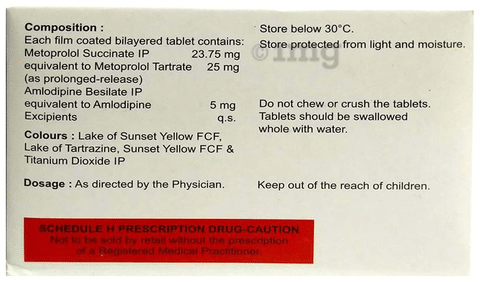 Composition :
Each film coated bilayered tablet contains:
Metoprolol Succinate IP 23.75 mg
equivalent to Metoprolol Tartrate 25 mg
(as prolonged-release)
Amlodipine Besilate IP
equivalent to Amlodipine 5 mg
Excipients q.s.
Colours : Lake of Sunset Yellow FCF,
Lake of Tartrazine, Sunset Yellow FCF &
Titanium Dioxide IP
Dosage : As directed by the Physician.
SCHEDULE H PRESCRIPTION DRUG-CAUTION
Not to be sold by retail without the prescription
of a Registered Medical Practitioner.
Store below 30°C.
Store protected from light and moisture.
1mg
Do not chew or crush the tablets.
Tablets should be swallowed
whole with water.
Keep out of the reach of children.